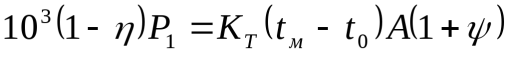 10³(1 - η)P₁ = K_T(t_м - t₀)A(1 + ψ)